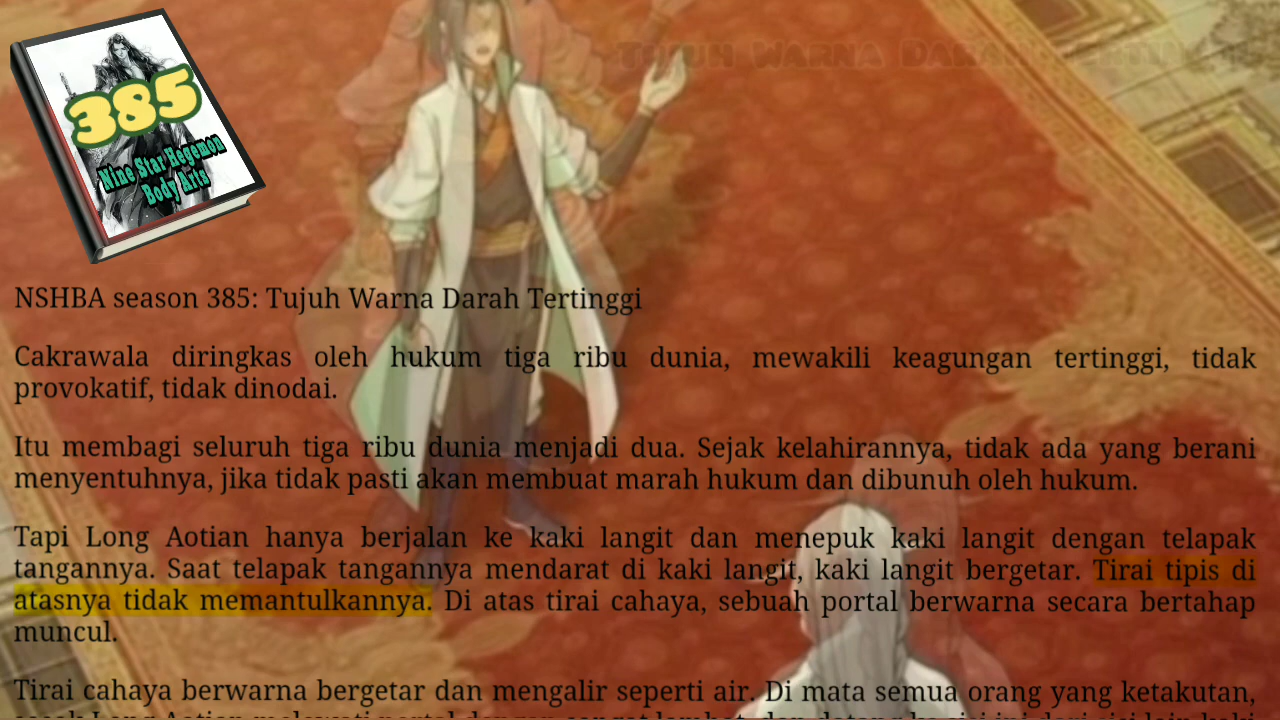 385
Nine Star Hegemon
Body Arts
NSHBA season 385: Tujuh Warna Darah Tertinggi
Cakrawala diringkas oleh hukum tiga ribu dunia, mewakili keagungan tertinggi, tidak
provokatif, tidak dinodai.
Itu membagi seluruh tiga ribu dunia menjadi dua. Sejak kelahirannya, tidak ada yang berani
menyentuhnya, jika tidak pasti akan membuat marah hukum dan dibunuh oleh hukum.
Tapi Long Aotian hanya berjalan ke kaki langit dan menepuk kaki langit dengan telapak
tangannya. Saat telapak tangannya mendarat di kaki langit, kaki langit bergetar. Tirai tipis di
atasnya tidak memantulkannya. Di atas tirai cahaya, sebuah portal berwarna secara bertahap
muncul.
Tirai cahaya berwarna bergetar dan mengalir seperti air. Di mata semua orang yang ketakutan,